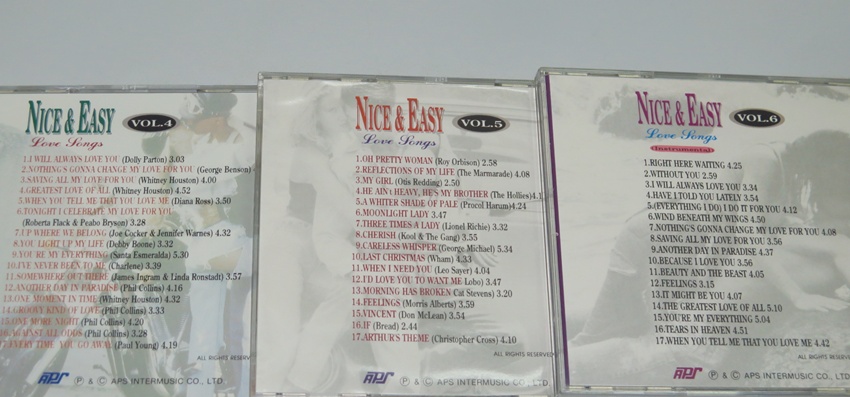 NICE & EASY VOL.4
Love Songs
1.I WILL ALWAYS LOVE YOU (Dolly Parton) 3.03
2.NOTHING'S GONNA CHANGE MY LOVE FOR YOU (George Benson) 4
3.SAVING ALL MY LOVE FOR YOU (Whitney Houston) 4.00
4.GREATEST LOVE OF ALL (Whitney Houston) 4.52
5.WHEN YOU TELL ME THAT YOU LOVE ME (Diana Ross) 3.50
6.TONIGHT I CELEBRATE MY LOVE FOR YOU
(Roberta Flack & Peabo Bryson) 3.28
7.UP WHERE WE BELONG (Joe Cocker & Jennifer Warnes) 4.32
8.YOU LIGHT UP MY LIFE (Debby Boone) 3.32
9.YOU'RE MY EVERYTHING (Santa Esmeralda) 5.30
10.I'VE NEVER BEEN TO ME (Charlene) 3.39
11.SOMEWHERE OUT THERE (James Ingram & Linda Ronstadt) 3.57
12.ANOTHER DAY IN PARADISE (Phil Collins) 4.16
13.ONE MOMENT IN TIME (Whitney Houston) 4.32
14.GROOVY KIND OF LOVE (Phil Collins) 3.33
15.ONE MORE NIGHT (Phil Collins) 4.20
16.AGAINST ALL ODDS (Phil Collins) 3.28
17.EVERY TIME YOU GO AWAY (Paul Young) 4.19
ALL RIGHTS RESERV
APS P & C APS INTERMUSIC CO., LTD.
NICE & EASY VOL.5
Love Songs
1.OH PRETTY WOMAN (Roy Orbison) 2.58
2.REFLECTIONS OF MY LIFE (The Marmarade) 4.08
3.MY GIRL (Otis Redding) 2.50
4.HE AIN'T HEAVY, HE'S MY BROTHER (The Hollies)4.1
5.A WHITER SHADE OF PALE (Procol Harum)4.24
6.MOONLIGHT LADY 3.47
7.THREE TIMES A LADY (Lionel Richie) 3.32
8.CHERISH (Kool & The Gang) 3.55
9.CARELESS WHISPER (George Michael) 5.34
10.LAST CHRISTMAS (Wham) 4.33
11.WHEN I NEED YOU (Leo Sayer) 4.04
12.I'D LOVE YOU TO WANT ME Lobo) 3.47
13.MORNING HAS BROKEN Cat Stevens) 3.20
14.FEELINGS (Morris Alberts) 3.59
15.VINCENT (Don McLean) 3.54
16.IF (Bread) 2.44
17.ARTHUR'S THEME (Christopher Cross) 4.10
ALL RIGHTS RESERVED
APS P & C APS INTERMUSIC CO., LTD.
NICE & EASY VOL.6
Love Songs
Instrumental
1.RIGHT HERE WAITING 4.25
2.WITHOUT YOU 2.59
3.I WILL ALWAYS LOVE YOU 3.34
4.HAVE I TOLD YOU LATELY 3.54
5.(EVERYTHING I DO) I DO IT FOR YOU 4.12
6.WIND BENEATH MY WINGS 4.50
7.NOTHING'S GONNA CHANGE MY LOVE FOR YOU 4.08
8.SAVING ALL MY LOVE FOR YOU 3.56
9.ANOTHER DAY IN PARADISE 4.37
10.BECAUSE I LOVE YOU 3.56
11.BEAUTY AND THE BEAST 4.05
12.FEELINGS 3.15
13.IT MIGHT BE YOU 4.07
14.THE GREATEST LOVE OF ALL 5.10
15.YOU'RE MY EVERYTHING 5.04
16.TEARS IN HEAVEN 4.51
17.WHEN YOU TELL ME THAT YOU LOVE ME 4.42
ALL RIGHTS RESERV
APS P & C APS INTERMUSIC CO., LTD.